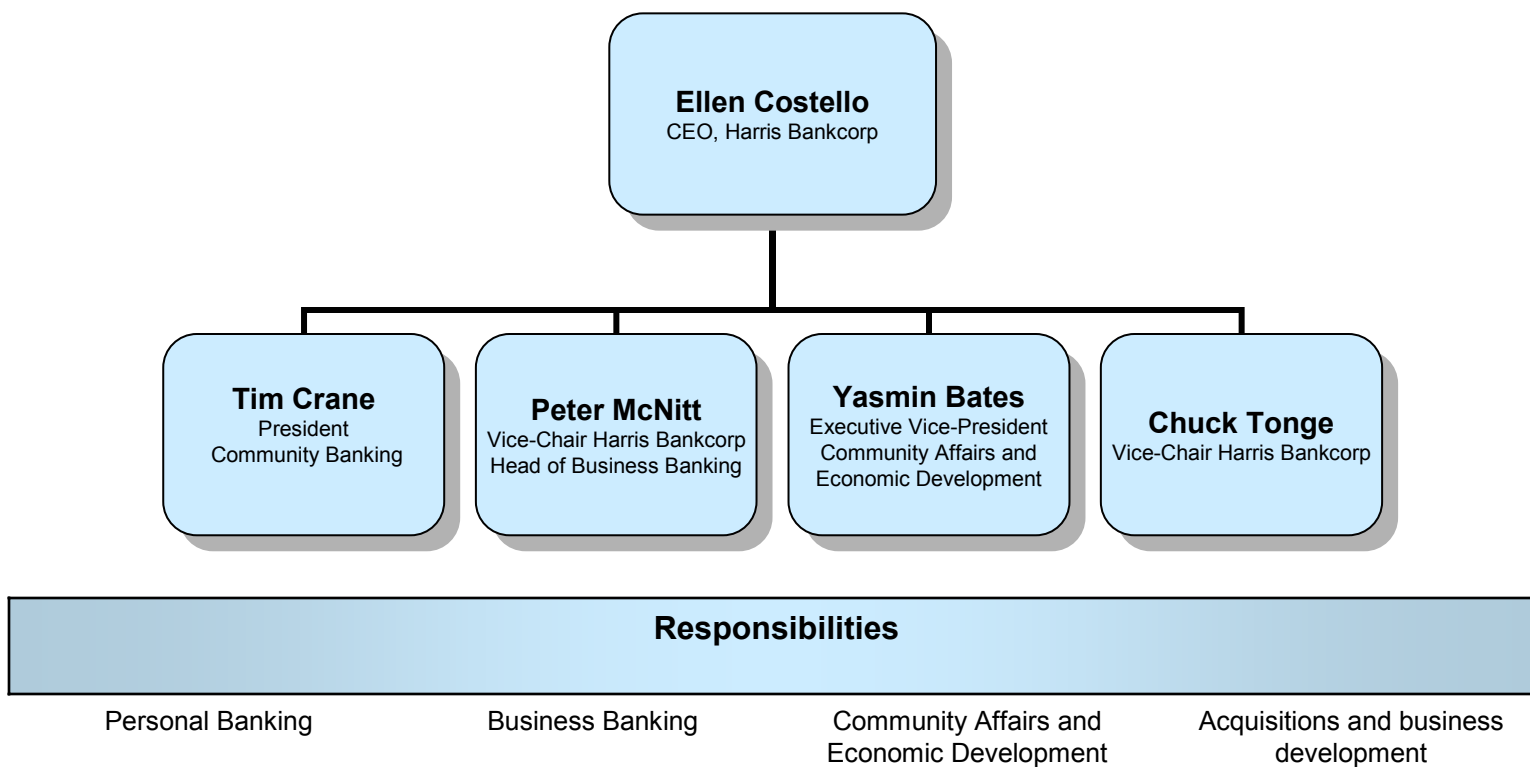 Ellen Costello
CEO, Harris Bankcorp
Tim Crane
President
Community Banking
Peter McNitt
Vice-Chair Harris Bankcorp
Head of Business Banking
Yasmin Bates
Executive Vice-President
Community Affairs and
Economic Development
Chuck Tonge
Vice-Chair Harris Bankcorp
Responsibilities
Personal Banking
Business Banking
Community Affairs and
Economic Development
Acquisitions and business
development